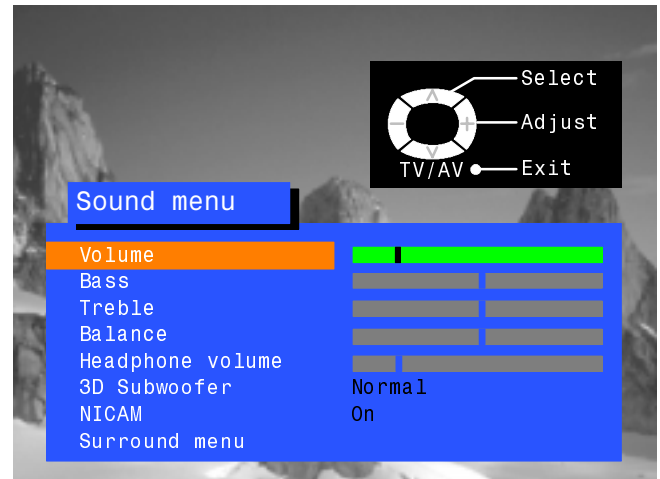 Select
Adjust
TV/AV Exit
Sound menu
Volume
Bass
Treble
Balance
Headphone volume
3D Subwoofer Normal
NICAM On
Surround menu